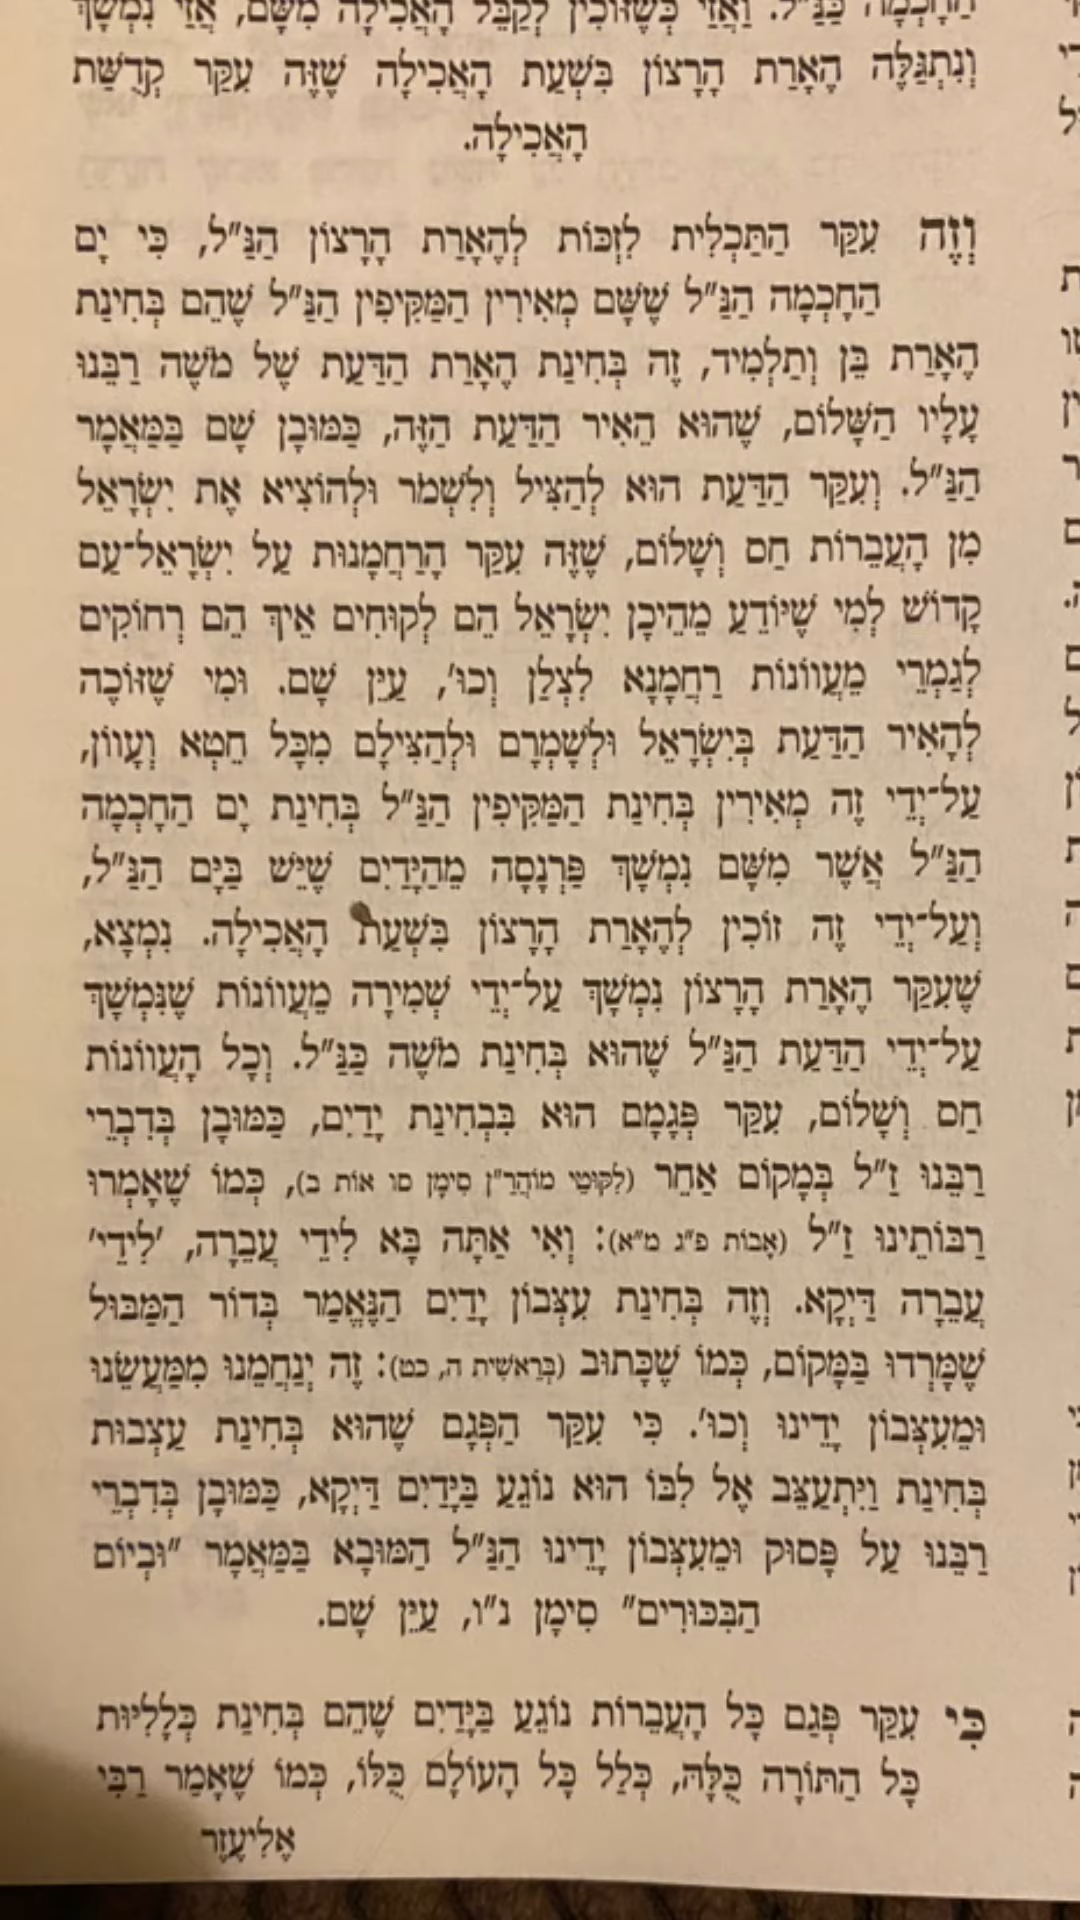 הַחָכְמָה כַּנַּ"ל. וַאֲזַי כְּשֶׁזּוֹכִין לְקַבֵּל הָאֲכִילָה מִשָּׁם, אֲזַי נִמְשָׁךְ
וְנִתְגַּלֶּה הֶאָרַת הָרָצוֹן בִּשְׁעַת הָאֲכִילָה שֶׁזֶּה עִקַּר קְדֻשַּׁת
הָאֲכִילָה.
וְזֶה עִקַּר הַתַּכְלִית לִזְכּוֹת לְהֶאָרַת הָרָצוֹן הַנַּ"ל, כִּי יָם
הַחָכְמָה הַנַּ"ל שֶׁשָּׁם מְאִירִין הַמַּקִּיפִין הַנַּ"ל שֶׁהֵם בְּחִינַת
הֶאָרַת בֵּן וְתַלְמִיד, זֶה בְּחִינַת הֶאָרַת הַדַּעַת שֶׁל מֹשֶׁה רַבֵּנוּ
עָלָיו הַשָּׁלוֹם, שֶׁהוּא הֵאִיר הַדַּעַת הַזֶּה, כַּמּוּבָן שָׁם בַּמַּאֲמָר
הַנַּ"ל. וְעִקַּר הַדַּעַת הוּא לְהַצִּיל וְלִשְׁמֹר וּלְהוֹצִיא אֶת יִשְׂרָאֵל
מִן הָעֲבֵרוֹת חַס וְשָׁלוֹם, שֶׁזֶּה עִקַּר הָרַחֲמָנוּת עַל יִשְׂרָאֵל־עַם
קָדוֹשׁ לְמִי שֶׁיּוֹדֵעַ מֵהֵיכָן יִשְׂרָאֵל הֵם לְקוּחִים אֵיךְ הֵם רְחוֹקִים
לְגַמְרֵי מֵעֲווֹנוֹת רַחֲמָנָא לִצְלַן וְכוּ', עַיֵּן שָׁם. וּמִי שֶׁזּוֹכֶה
לְהָאִיר הַדַּעַת בְּיִשְׂרָאֵל וּלְשָׁמְרָם וּלְהַצִּילָם מִכָּל חֵטְא וְעָווֹן,
עַל־יְדֵי זֶה מְאִירִין בְּחִינַת הַמַּקִּיפִין הַנַּ"ל בְּחִינַת יָם הַחָכְמָה
הַנַּ"ל אֲשֶׁר מִשָּׁם נִמְשָׁךְ פַּרְנָסָה מֵהַיָּדַיִם שֶׁיֵּשׁ בַּיָּם הַנַּ"ל,
וְעַל־יְדֵי זֶה זוֹכִין לְהֶאָרַת הָרָצוֹן בִּשְׁעַת הָאֲכִילָה. נִמְצָא,
שֶׁעִקַּר הֶאָרַת הָרָצוֹן נִמְשָׁךְ עַל־יְדֵי שְׁמִירָה מֵעֲווֹנוֹת שֶׁנִּמְשָׁךְ
עַל־יְדֵי הַדַּעַת הַנַּ"ל שֶׁהוּא בְּחִינַת מֹשֶׁה כַּנַּ"ל. וְכָל הָעֲווֹנוֹת
חַס וְשָׁלוֹם, עִקַּר פְּגָמָם הוּא בִּבְחִינַת יָדַיִם, כַּמּוּבָן בְּדִבְרֵי
רַבֵּנוּ זַ"ל בְּמָקוֹם אַחֵר (לִקּוּטֵי מוֹהֲרַ"ן סִימָן סו אוֹת ב), כְּמוֹ שֶׁאָמְרוּ
רַבּוֹתֵינוּ זַ"ל (אָבוֹת פ"ג מ"א): וְאִי אַתָּה בָּא לִידֵי עֲבֵרָה, 'לִידֵי'
עֲבֵרָה דַּיְקָא. וְזֶה בְּחִינַת עִצְּבוֹן יָדַיִם הַנֶּאֱמַר בְּדוֹר הַמַּבּוּל
שֶׁמָּרְדוּ בַּמָּקוֹם, כְּמוֹ שֶׁכָּתוּב (בְּרֵאשִׁית ה, כט): זֶה יְנַחֲמֵנוּ מִמַּעֲשֵׂנוּ
וּמֵעִצְּבוֹן יָדֵינוּ וְכוּ'. כִּי עִקַּר הַפְּגָם שֶׁהוּא בְּחִינַת עַצְבוּת
בְּחִינַת וַיִּתְעַצֵּב אֶל לִבּוֹ הוּא נוֹגֵעַ בַּיָּדַיִם דַּיְקָא, כַּמּוּבָן בְּדִבְרֵי
רַבֵּנוּ עַל פָּסוּק וּמֵעִצְּבוֹן יָדֵינוּ הַנַּ"ל הַמּוּבָא בַּמַּאֲמָר "וּבְיוֹם
הַבִּכּוּרִים" סִימָן נ"ו, עַיֵּן שָׁם.
כִּי עִקַּר פְּגַם כָּל הָעֲבֵרוֹת נוֹגֵעַ בַּיָּדַיִם שֶׁהֵם בְּחִינַת כְּלָלִיּוּת
כָּל הַתּוֹרָה כֻּלָּהּ, כְּלַל כָּל הָעוֹלָם כֻּלּוֹ, כְּמוֹ שֶׁאָמַר רַבִּי
אֱלִיעֶזֶר